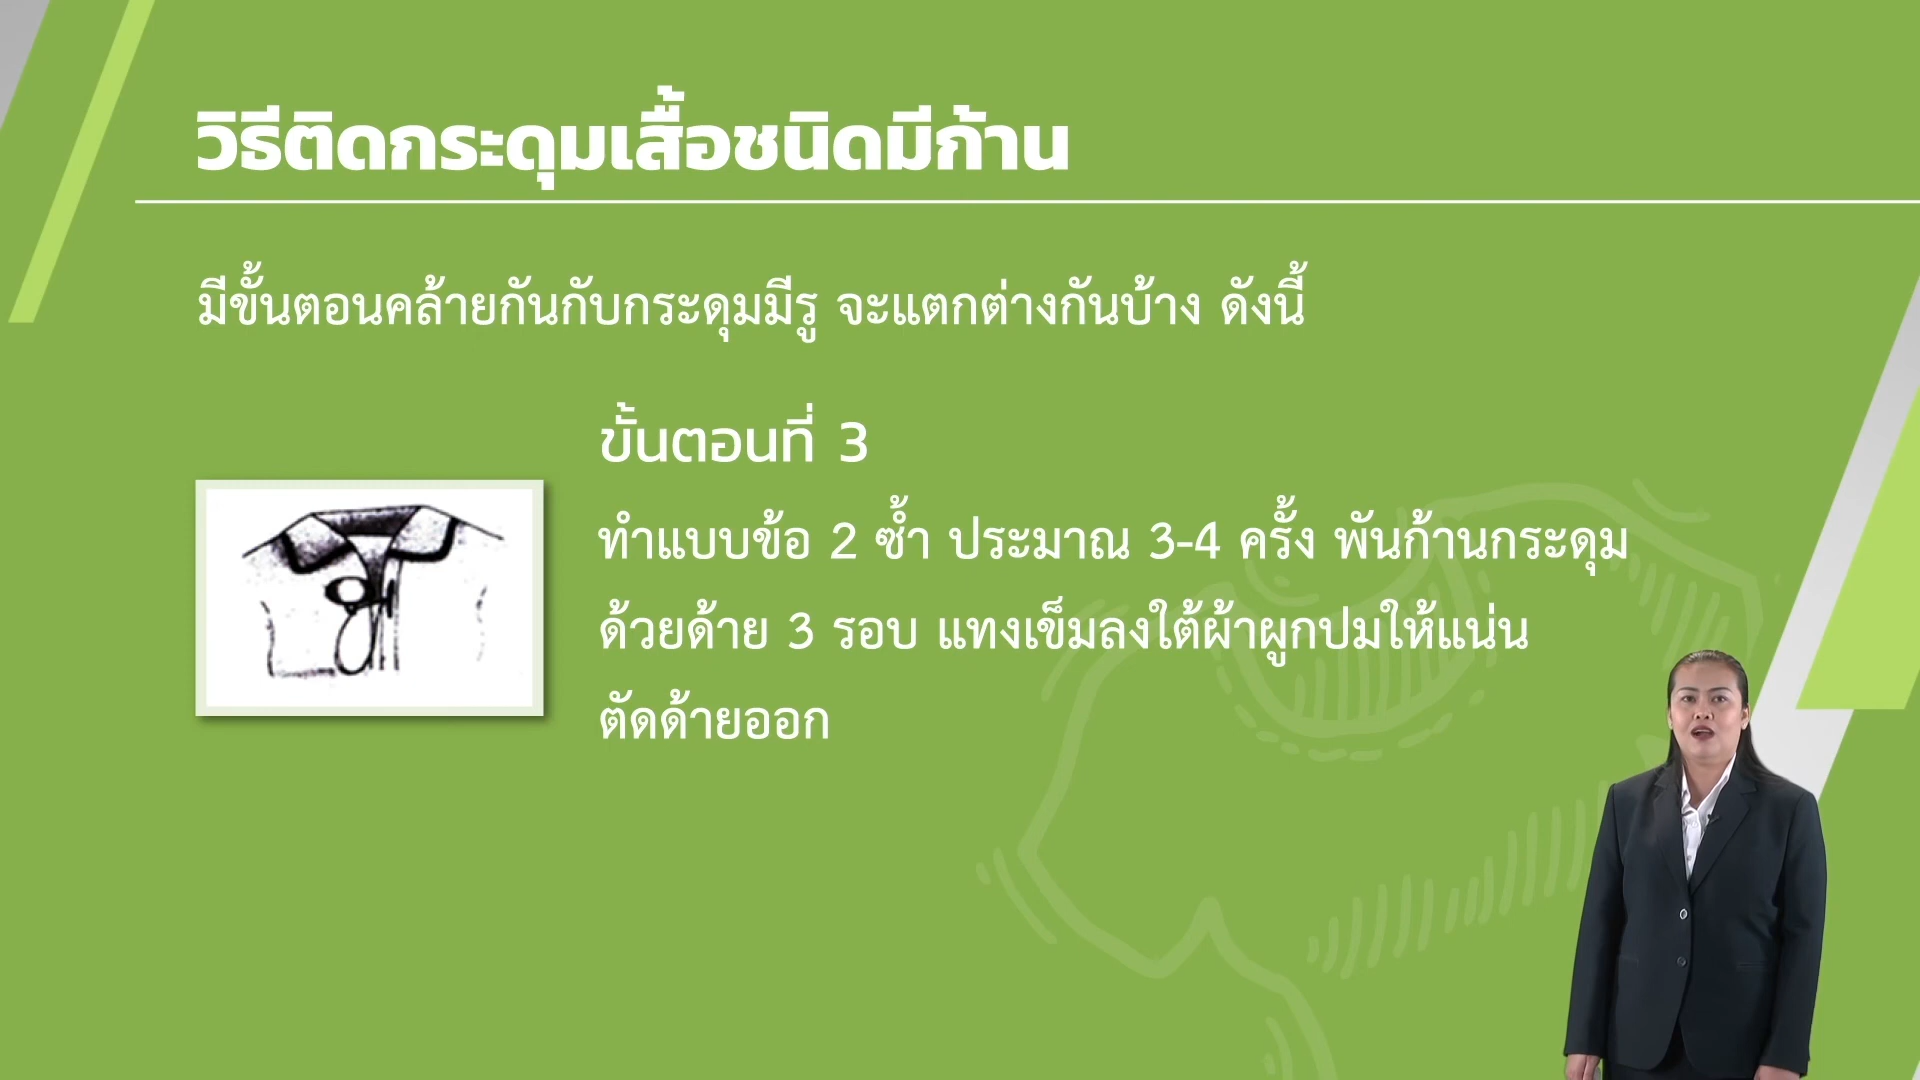 วิธีติดกระดุมเสื้อชนิดมีก้าน
มีขั้นตอนคล้ายกันกับกระดุมมีรู จะแตกต่างกันบ้าง ดังนี้
ขั้นตอนที่ 3
ทำแบบข้อ 2 ซ้ำ ประมาณ 3-4 ครั้ง พันก้านกระดุม
ด้วยด้าย 3 รอบ แทงเข็มลงใต้ผ้าผูกปมให้แน่น
ตัดด้ายออก